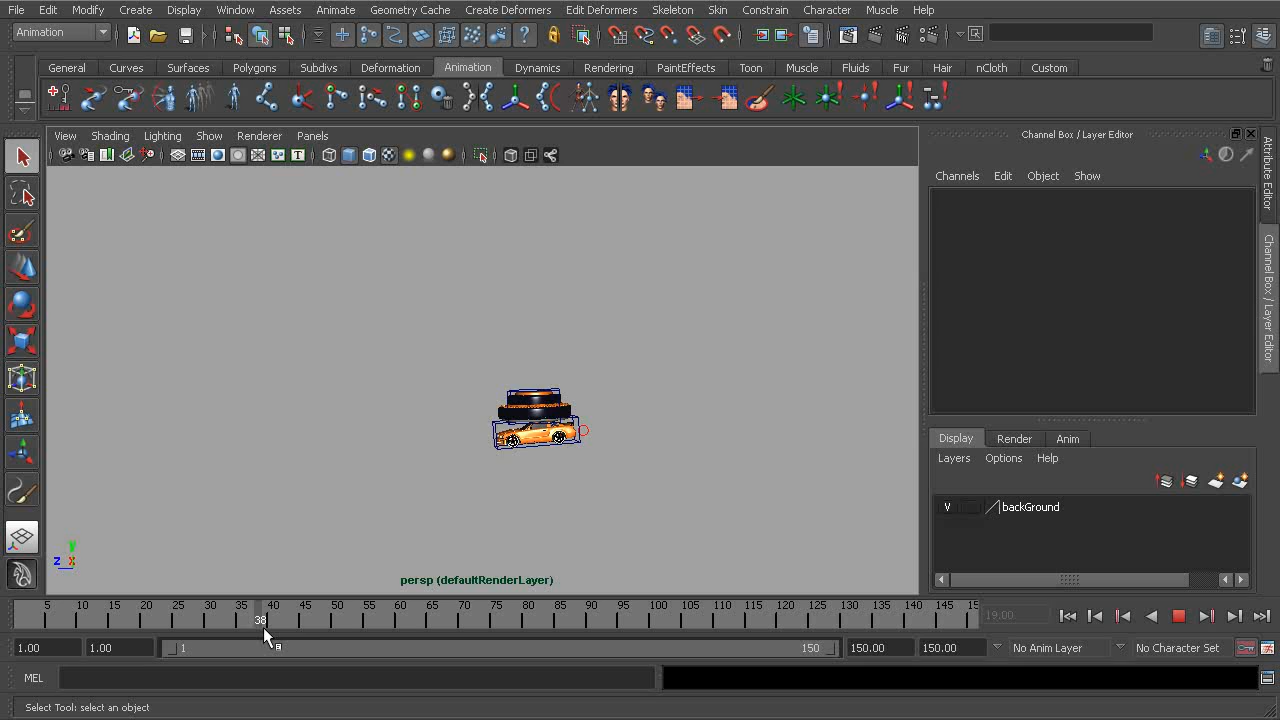 File Edit Modify Create Display Window Assets Animate Geometry Cache Create Deformers Edit Deformers Skeleton Skin Constrain Character Muscle Help
Animation
General Curves Surfaces Polygons Subdivs Deformation Animation Dynamics Rendering PaintEffects Toon Muscle Fluids Fur Hair nCloth Custom
View Shading Lighting Show Renderer Panels
Channel Box / Layer Editor
Channels Edit Object Show
Attribute Editor
Channel Box / Layer Editor
Display Render Anim
Layers Options Help
V backGround
z x
y
persp (defaultRenderLayer)
5 10 15 20 25 30 35 40 45 50 55 60 65 70 75 80 85 90 95 100 105 110 115 120 125 130 135 140 145 15
38
19.00
1.00 1.00 1 150 150.00 150.00 No Anim Layer No Character Set
MEL
Select Tool: select an object